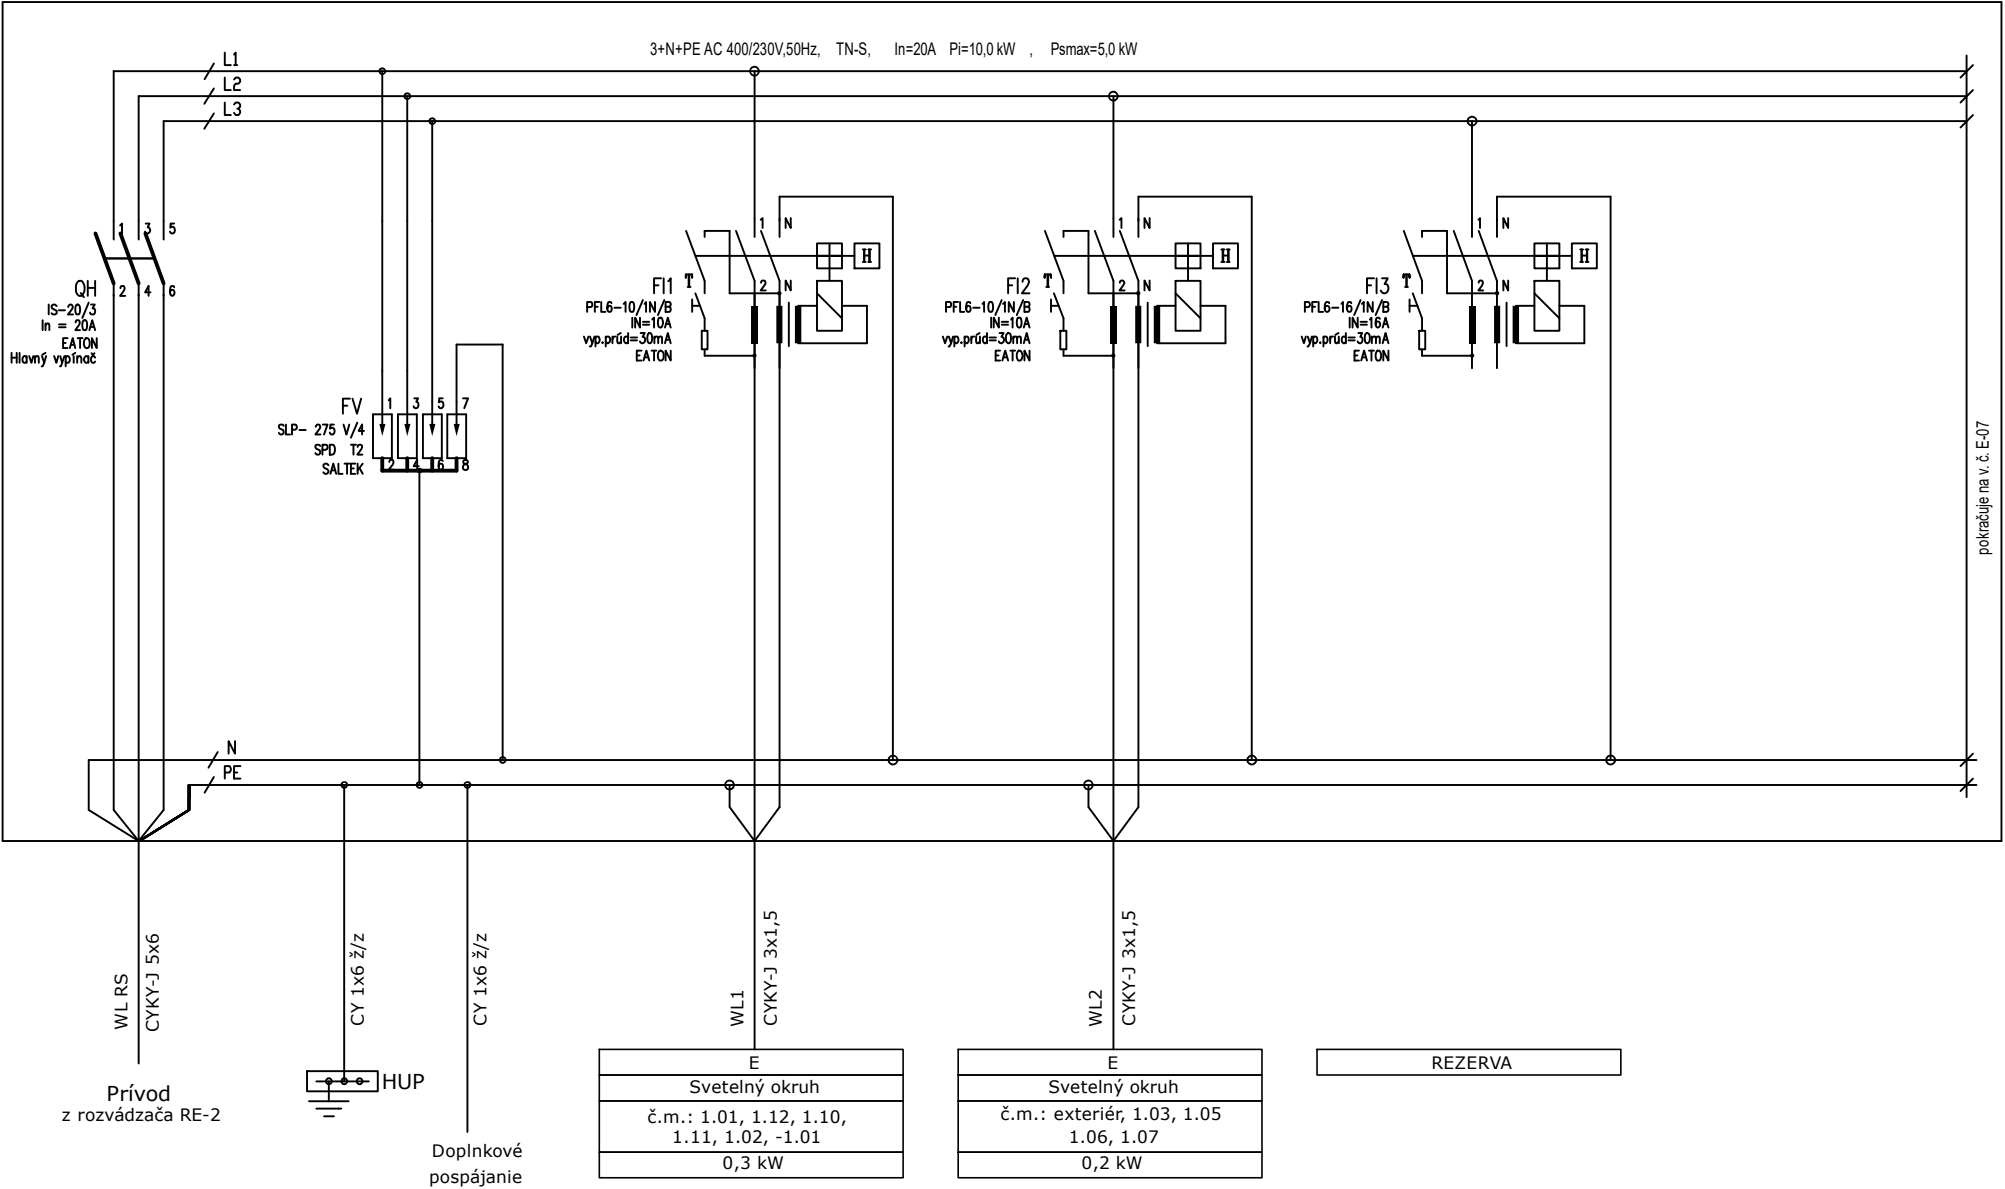 3+N+PE AC 400/230V,50Hz, TN-S, In=20A Pi=10,0 kW , Psmax=5,0 kW
L1
L2
L3
1 3 5
QH
2 4 6
IS-20/3
In = 20A
EATON
Hlavný vypínač
FV
1 3 5 7
SLP- 275 V/4
SPD T2
SALTEK
2 4 6 8
1 N
H
T
FI1
2 N
PFL6-10/1N/B
IN=10A
vyp.prúd=30mA
EATON
1 N
H
T
FI2
2 N
PFL6-10/1N/B
IN=10A
vyp.prúd=30mA
EATON
1 N
H
T
FI3
2 N
PFL6-16/1N/B
IN=16A
vyp.prúd=30mA
EATON
pokračuje na v. č. E-07
N
PE
WL RS
CYKY-J 5x6
Prívod
z rozvádzača RE-2
CY 1x6 ž/z
HUP
CY 1x6 ž/z
Doplnkové
pospájanie
WL1
CYKY-J 3x1,5
E
Svetelný okruh
č.m.: 1.01, 1.12, 1.10,
1.11, 1.02, -1.01
0,3 kW
WL2
CYKY-J 3x1,5
E
Svetelný okruh
č.m.: exteriér, 1.03, 1.05
1.06, 1.07
0,2 kW
REZERVA